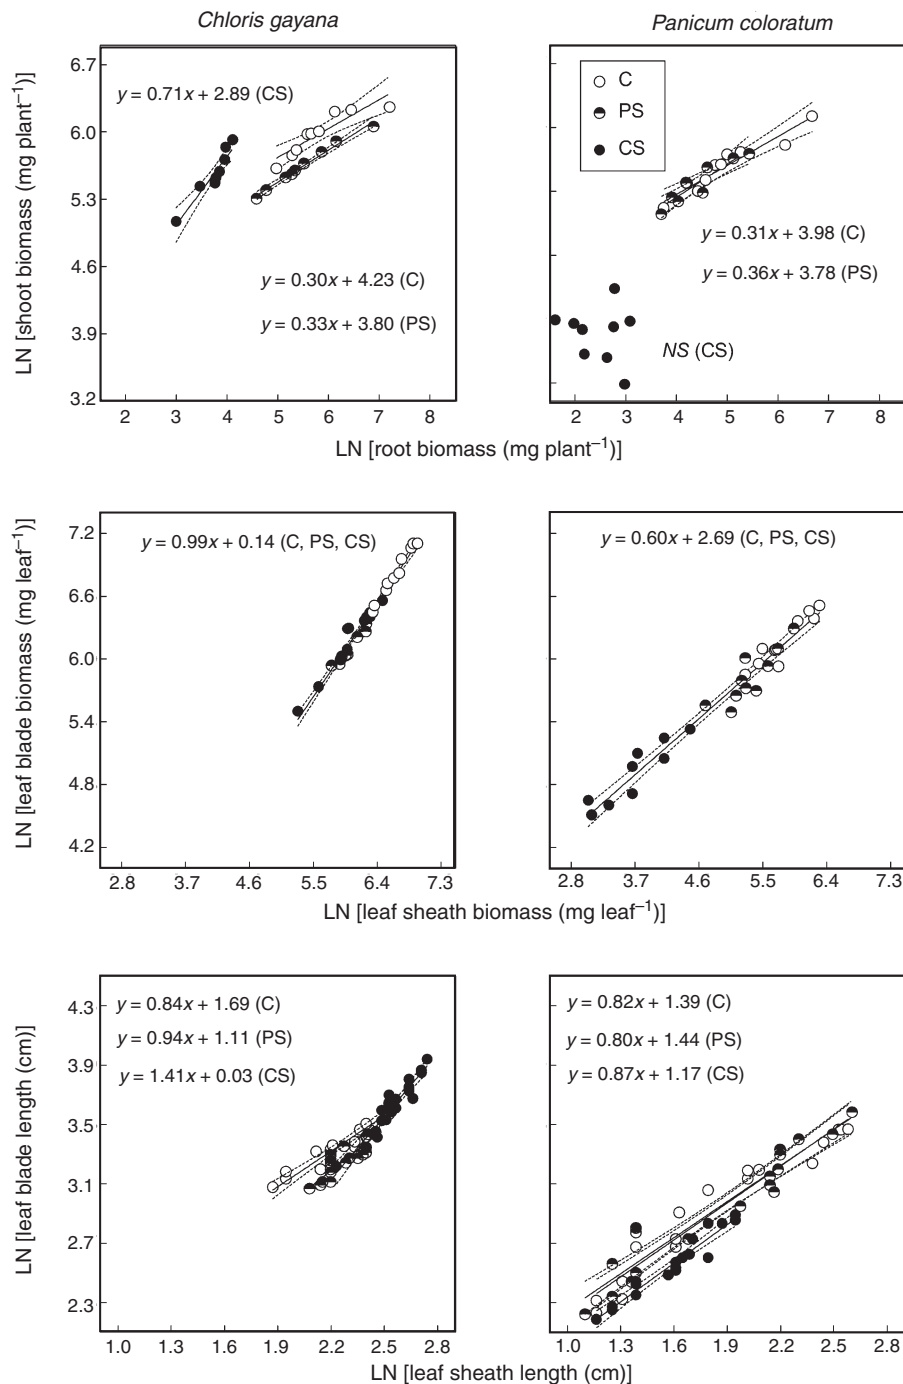 Chloris gayana
Panicum coloratum
LN [shoot biomass (mg plant⁻¹)]
6.7
6.0
5.3
4.6
3.9
3.2
y = 0.71x + 2.89 (CS)
y = 0.30x + 4.23 (C)
y = 0.33x + 3.80 (PS)
2 3 4 5 6 7 8
C
PS
CS
y = 0.31x + 3.98 (C)
y = 0.36x + 3.78 (PS)
NS (CS)
2 3 4 5 6 7 8
LN [root biomass (mg plant⁻¹)]
LN [leaf blade biomass (mg leaf⁻¹)]
7.2
6.6
6.0
5.4
4.8
4.2
y = 0.99x + 0.14 (C, PS, CS)
2.8 3.7 4.6 5.5 6.4 7.3
y = 0.60x + 2.69 (C, PS, CS)
2.8 3.7 4.6 5.5 6.4 7.3
LN [leaf sheath biomass (mg leaf⁻¹)]
LN [leaf blade length (cm)]
4.3
3.9
3.5
3.1
2.7
2.3
y = 0.84x + 1.69 (C)
y = 0.94x + 1.11 (PS)
y = 1.41x + 0.03 (CS)
1.0 1.3 1.6 1.9 2.2 2.5 2.8
y = 0.82x + 1.39 (C)
y = 0.80x + 1.44 (PS)
y = 0.87x + 1.17 (CS)
1.0 1.3 1.6 1.9 2.2 2.5 2.8
LN [leaf sheath length (cm)]